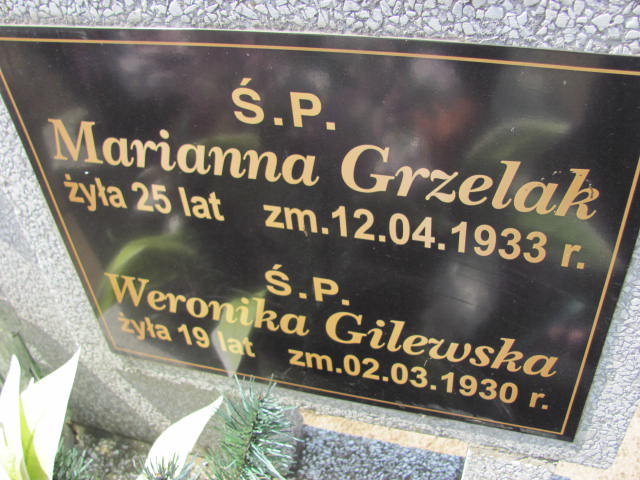 Ś.P.
Marianna Grzelak
żyła 25 lat zm.12.04.1933 r.
Ś.P.
Weronika Gilewska
żyła 19 lat zm.02.03.1930 r.